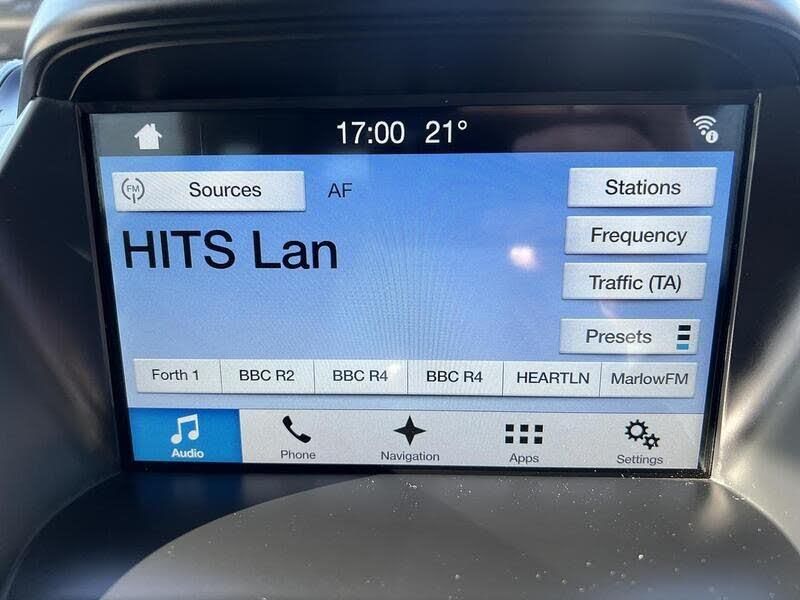 17:00 21°
FM Sources AF Stations
HITS Lan
Frequency
Traffic (TA)
Presets
Forth 1 BBC R2 BBC R4 BBC R4 HEARTLN MarlowFM
Audio Phone Navigation Apps Settings